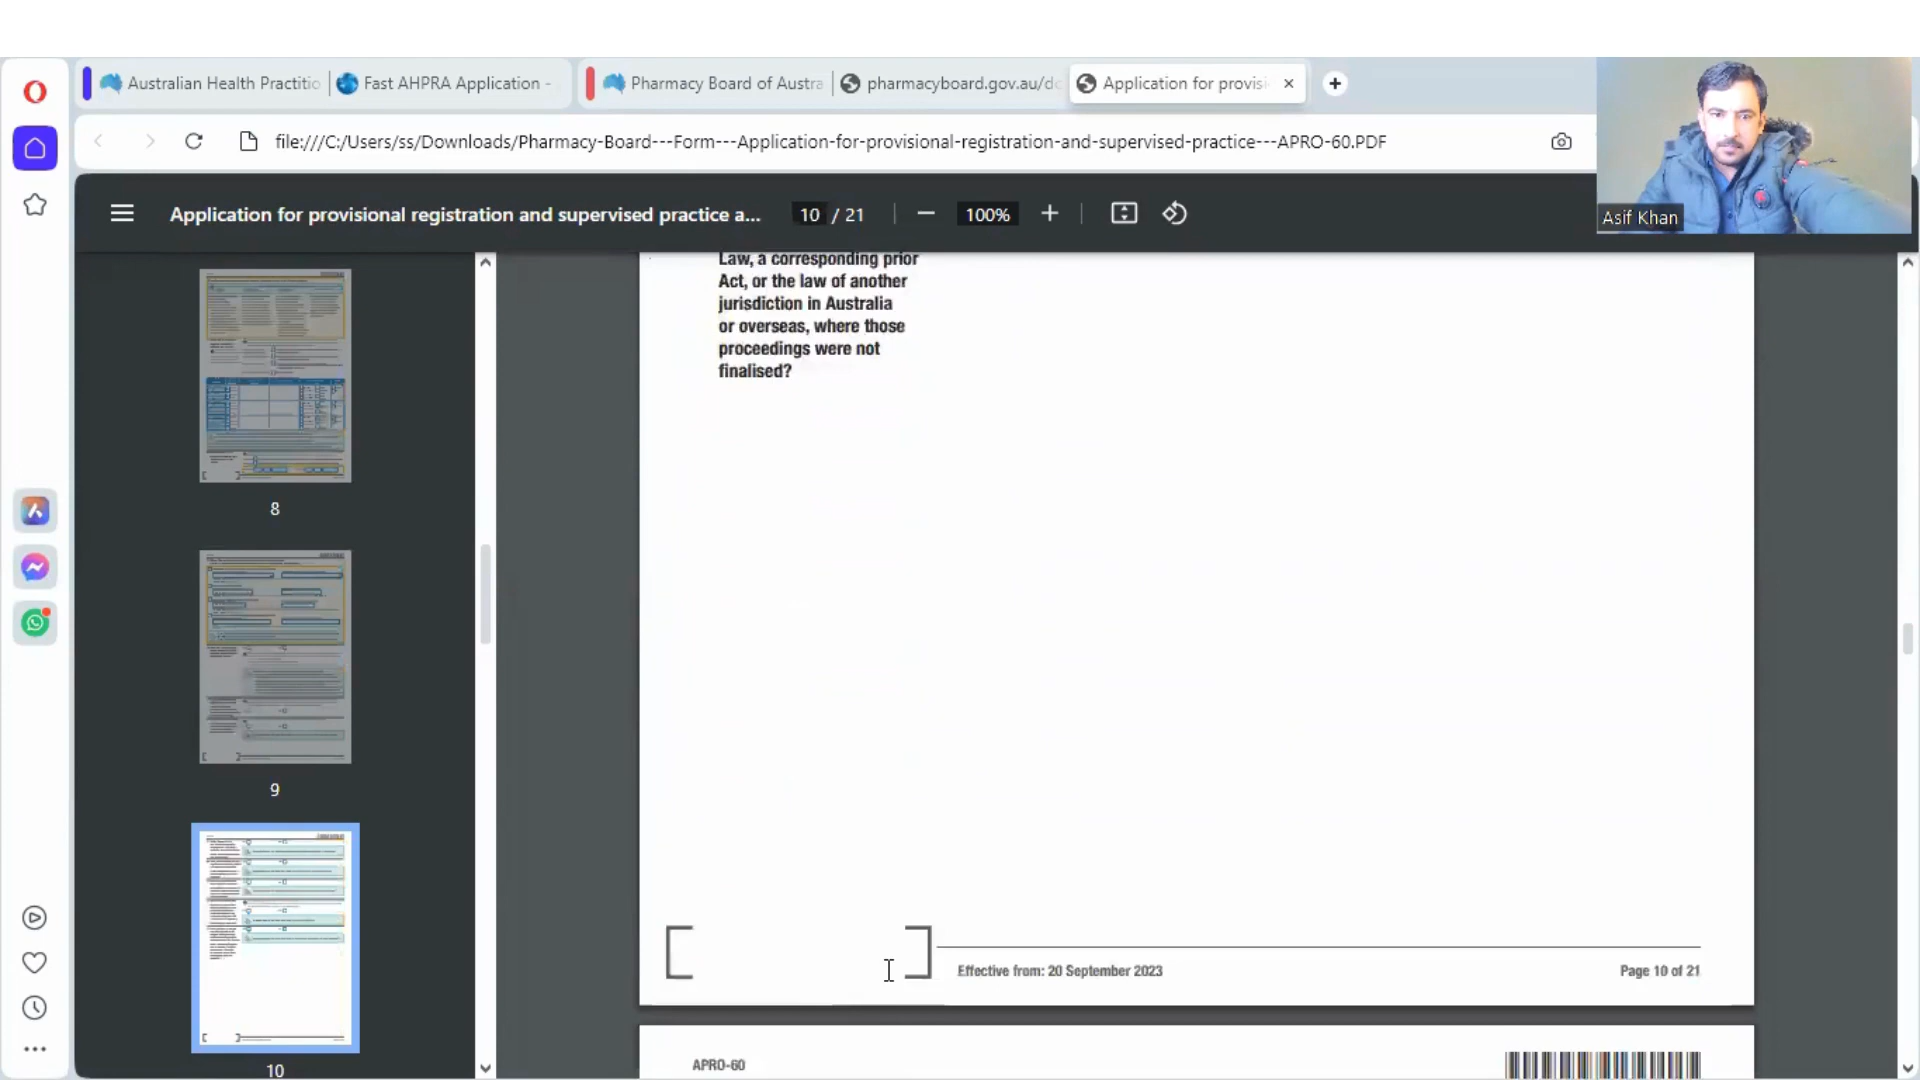 Australian Health Practitio
Fast AHPRA Application -
Pharmacy Board of Austra
pharmacyboard.gov.au/dc
Application for provisi
file:///C:/Users/ss/Downloads/Pharmacy-Board---Form---Application-for-provisional-registration-and-supervised-practice---APRO-60.PDF
Asif Khan
Application for provisional registration and supervised practice a...
10 / 21
100%
Law, a corresponding prior
Act, or the law of another
jurisdiction in Australia
or overseas, where those
proceedings were not
finalised?
8
9
10
Effective from: 20 September 2023
Page 10 of 21
APRO-60